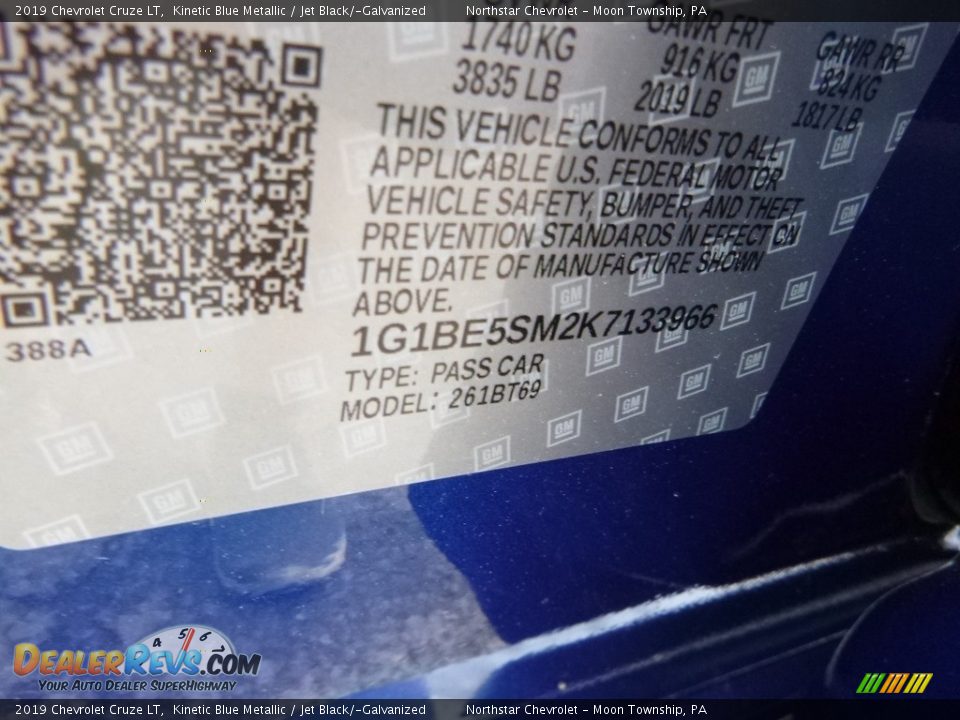 2019 Chevrolet Cruze LT, Kinetic Blue Metallic / Jet Black/-Galvanized Northstar Chevrolet - Moon Township, PA
GAWR FRT GAWR RR
1740 KG 916 KG 824 KG
3835 LB 2019 LB 1817 LB
THIS VEHICLE CONFORMS TO ALL
APPLICABLE U.S. FEDERAL MOTOR
VEHICLE SAFETY, BUMPER, AND THEFT
PREVENTION STANDARDS IN EFFECT ON
THE DATE OF MANUFACTURE SHOWN
ABOVE.
388A
1G1BE5SM2K7133966
TYPE: PASS CAR
MODEL: 261BT69
GM
4 5 6
DEALERREVS.COM
YOUR AUTO DEALER SUPERHIGHWAY
2019 Chevrolet Cruze LT, Kinetic Blue Metallic / Jet Black/-Galvanized Northstar Chevrolet - Moon Township, PA